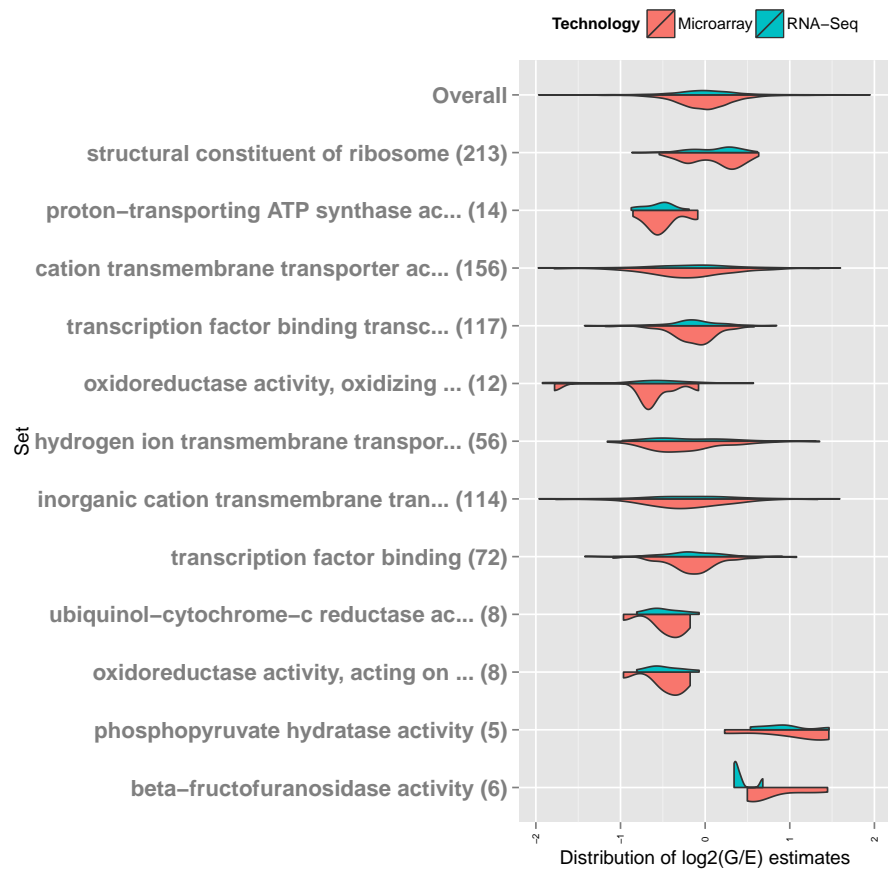 Technology Microarray RNA−Seq
Overall
structural constituent of ribosome (213)
proton−transporting ATP synthase ac... (14)
cation transmembrane transporter ac... (156)
transcription factor binding transc... (117)
oxidoreductase activity, oxidizing ... (12)
Set
hydrogen ion transmembrane transpor... (56)
inorganic cation transmembrane tran... (114)
transcription factor binding (72)
ubiquinol−cytochrome−c reductase ac... (8)
oxidoreductase activity, acting on ... (8)
phosphopyruvate hydratase activity (5)
beta−fructofuranosidase activity (6)
−2 −1 0 1 2
Distribution of log2(G/E) estimates